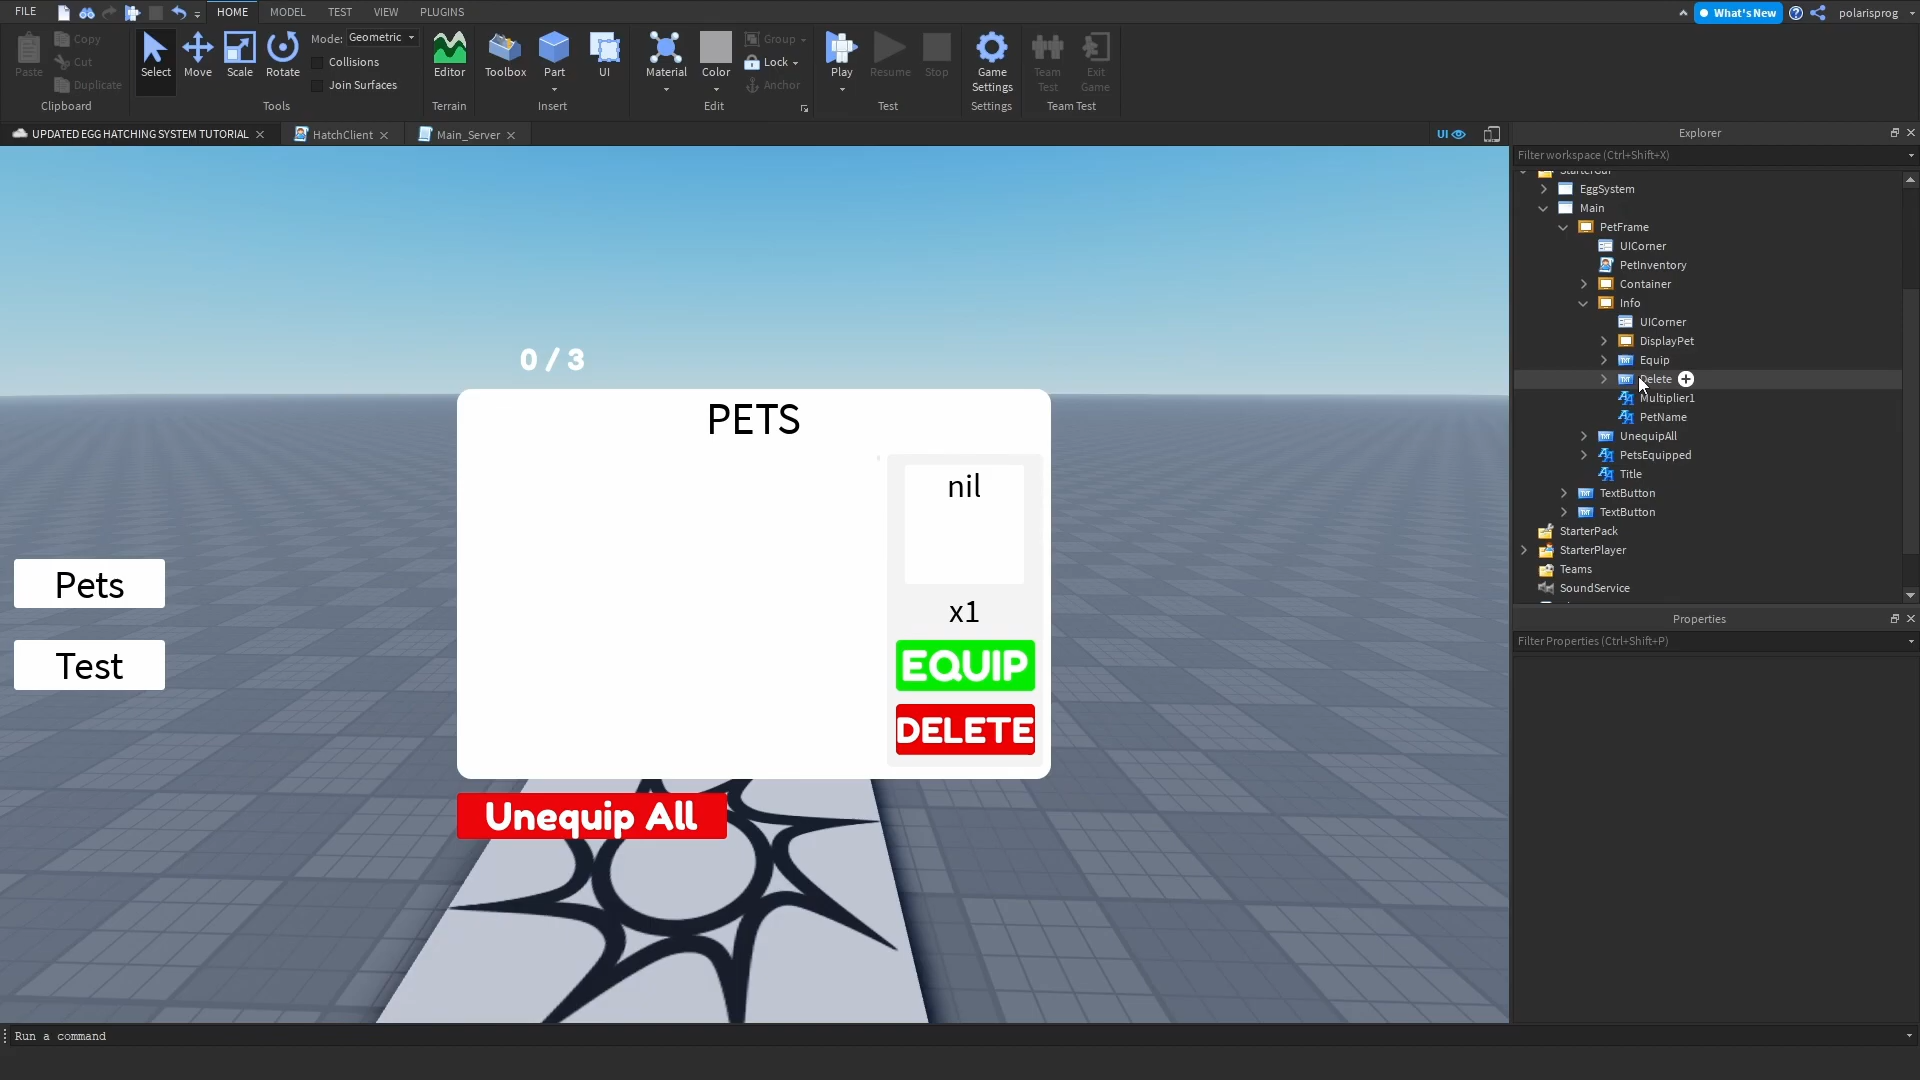 FILE HOME MODEL TEST VIEW PLUGINS What's New polarisprog
Paste Copy Cut Duplicate Clipboard
Select Move Scale Rotate Mode: Geometric Collisions Join Surfaces Tools
Editor Terrain
Toolbox Part UI Insert
Material Color Group Lock Anchor Edit
Play Resume Stop Test
Game Settings Settings
Team Test Exit Game Team Test
UPDATED EGG HATCHING SYSTEM TUTORIAL HatchClient Main_Server UI
0 / 3
PETS
nil
x1
EQUIP
DELETE
Unequip All
Pets
Test
Explorer
Filter workspace (Ctrl+Shift+X)
StarterGui
EggSystem
Main
PetFrame
UICorner
PetInventory
Container
Info
UICorner
DisplayPet
Equip
Delete
Multiplier1
PetName
UnequipAll
PetsEquipped
Title
TextButton
TextButton
StarterPack
StarterPlayer
Teams
SoundService
Properties
Filter Properties (Ctrl+Shift+P)
Run a command